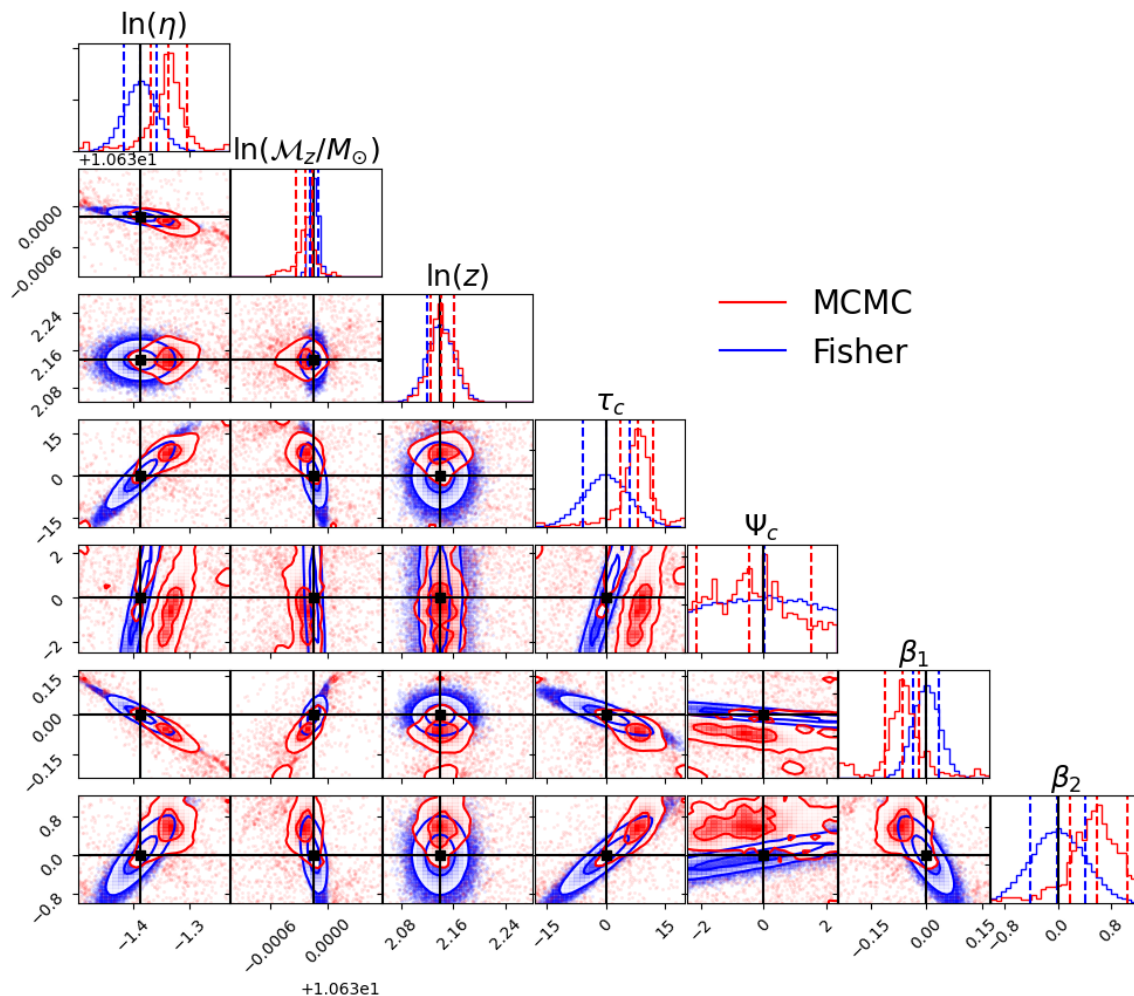 ln(η)
+1.063e1
ln(ℳ_z/M_⊙)
0.0000
−0.0006
ln(z)
2.24
2.16
2.08
MCMC
Fisher
τ_c
15
0
−15
Ψ_c
2
0
−2
β_1
0.15
0.00
−0.15
β_2
0.8
0.0
−0.8
−1.4 −1.3 −0.0006 0.0000 2.08 2.16 2.24 −15 0 15 −2 0 2 −0.15 0.00 0.15 −0.8 0.0 0.8
+1.063e1